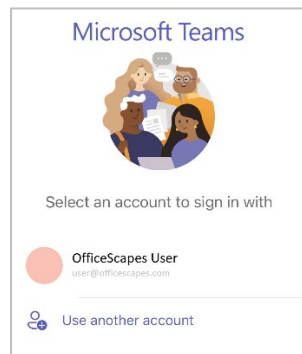 Microsoft Teams
Select an account to sign in with
OfficeScapes User
user@officescapes.com
Use another account